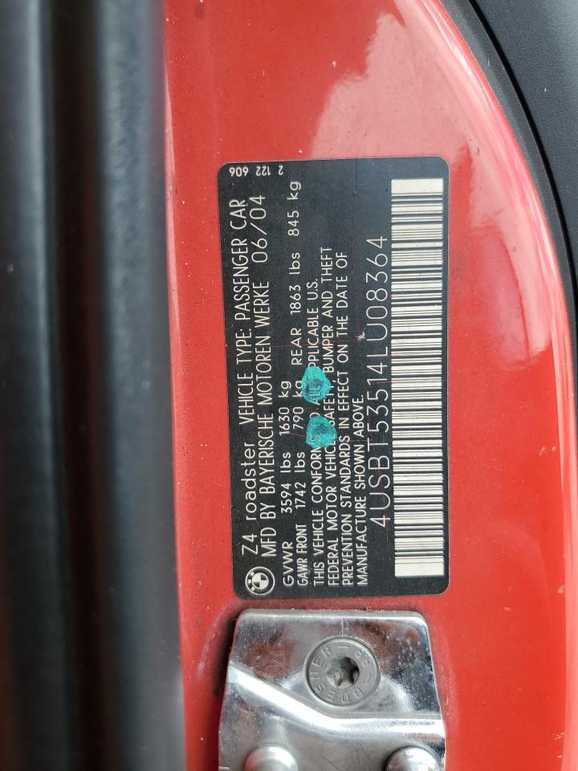 2 122 606
Z4 roadster VEHICLE TYPE: PASSENGER CAR
MFD BY BAYERISCHE MOTOREN WERKE 06/04
GVWR 3594 lbs 1630 kg
GAWR FRONT 1742 lbs 790 kg REAR 1863 lbs 845 kg
THIS VEHICLE CONFORMS TO ALL APPLICABLE U.S.
FEDERAL MOTOR VEHICLE SAFETY BUMPER AND THEFT
PREVENTION STANDARDS IN EFFECT ON THE DATE OF
MANUFACTURE SHOWN ABOVE.
4USBT53514LU08364
BMW